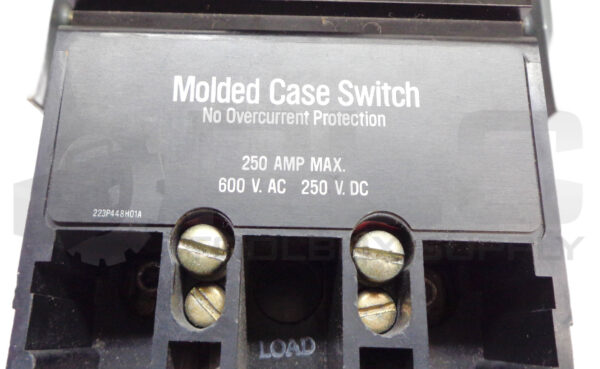 Molded Case Switch
No Overcurrent Protection
250 AMP MAX.
600 V. AC 250 V. DC
223P448H01A
LOAD